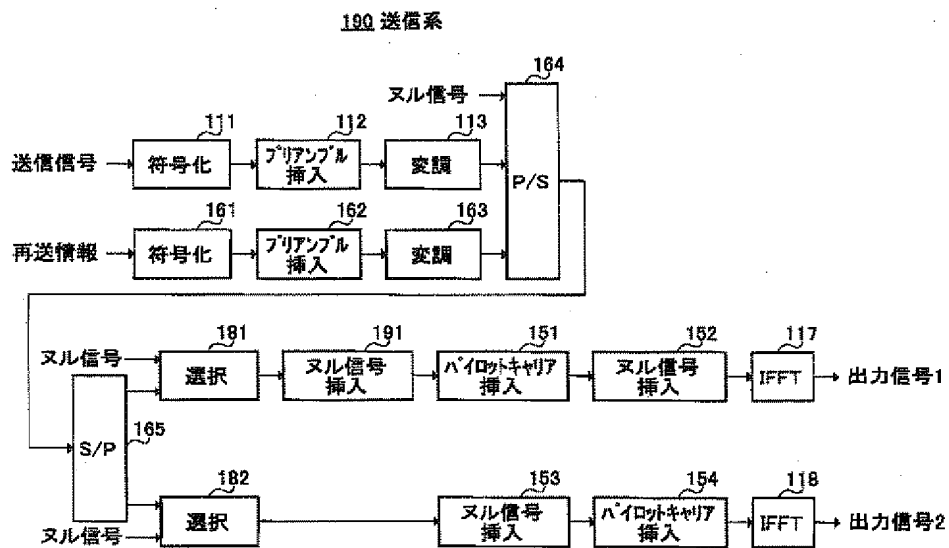 190 送信系
164
ヌル信号
111
112
113
送信信号
符号化
プリアンブル
挿入
変調
P/S
161
162
163
再送情報
符号化
プリアンブル
挿入
変調
181
191
151
152
117
ヌル信号
選択
ヌル信号
挿入
パイロットキャリア
挿入
ヌル信号
挿入
IFFT
出力信号1
S/P
165
182
153
154
118
ヌル信号
選択
ヌル信号
挿入
パイロットキャリア
挿入
IFFT
出力信号2